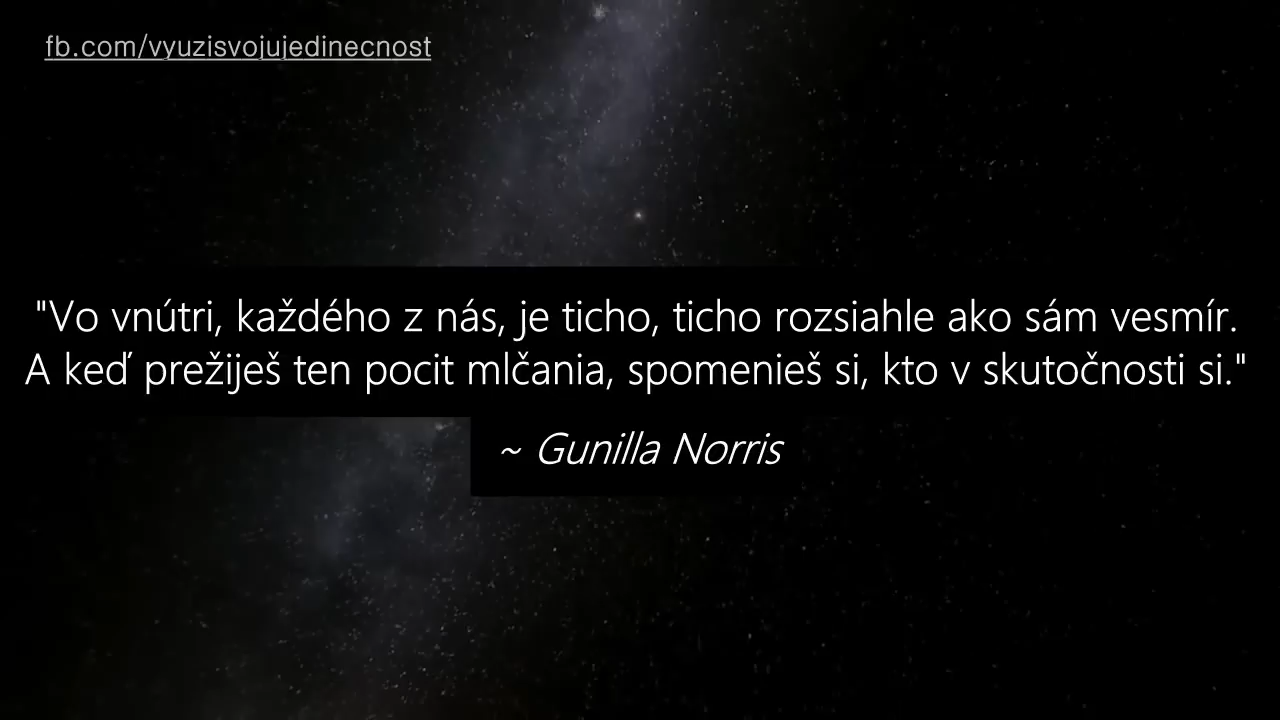 fb.com/vyuzisvojujedinecnost
"Vo vnútri, každého z nás, je ticho, ticho rozsiahle ako sám vesmír.
A keď prežiješ ten pocit mlčania, spomenieš si, kto v skutočnosti si."
~ Gunilla Norris